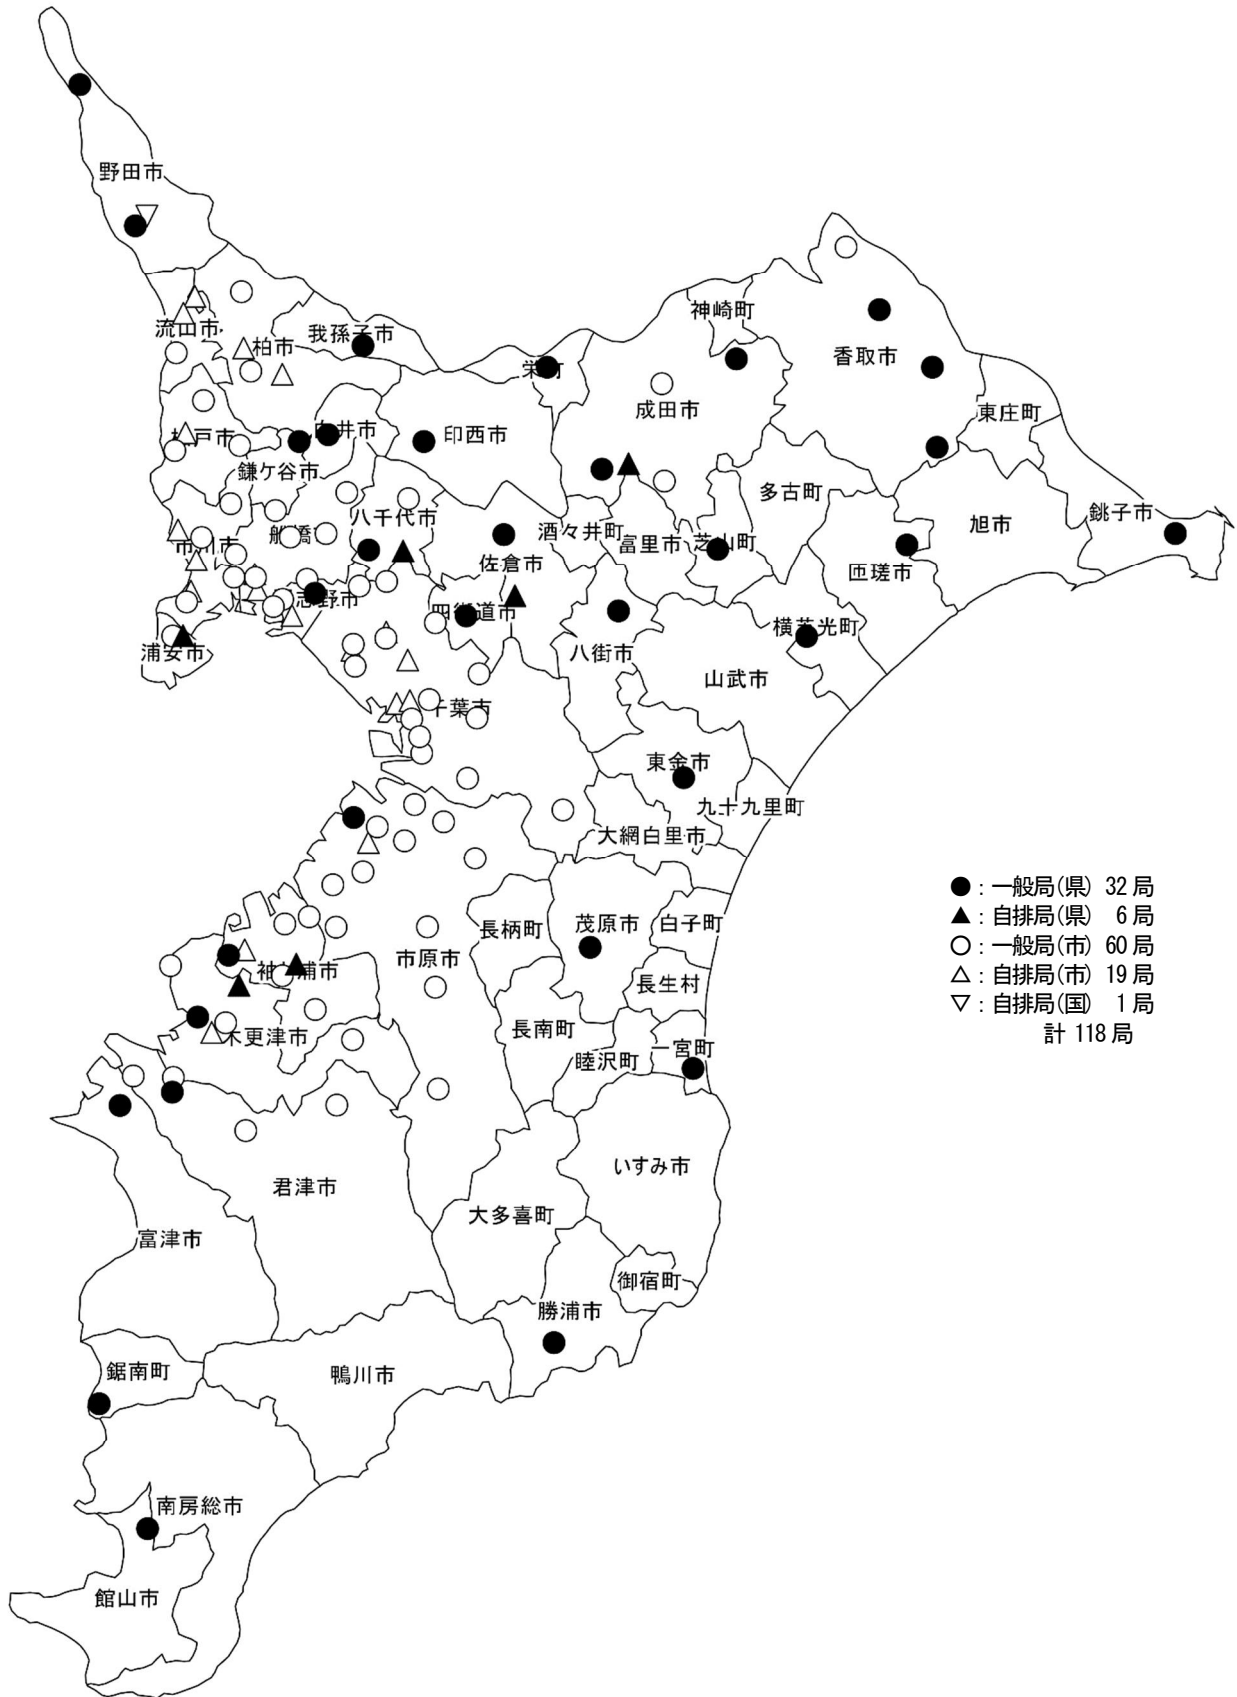 野田市
神崎町
流山市
我孫子市
柏市
香取市
栄町
成田市
東庄町
松戸市
白井市
印西市
鎌ケ谷市
多古町
銚子市
八千代市
旭市
船橋市
酒々井町
富里市
芝山町
市川市
佐倉市
匝瑳市
習志野市
四街道市
横芝光町
浦安市
八街市
山武市
千葉市
東金市
九十九里町
大網白里市
●：一般局(県) 32局
▲：自排局(県) 6局
○：一般局(市) 60局
△：自排局(市) 19局
▽：自排局(国) 1局
計 118局
長柄町
茂原市
白子町
市原市
袖ケ浦市
長生村
長南町
木更津市
睦沢町
一宮町
いすみ市
君津市
大多喜町
富津市
御宿町
勝浦市
鋸南町
鴨川市
南房総市
館山市